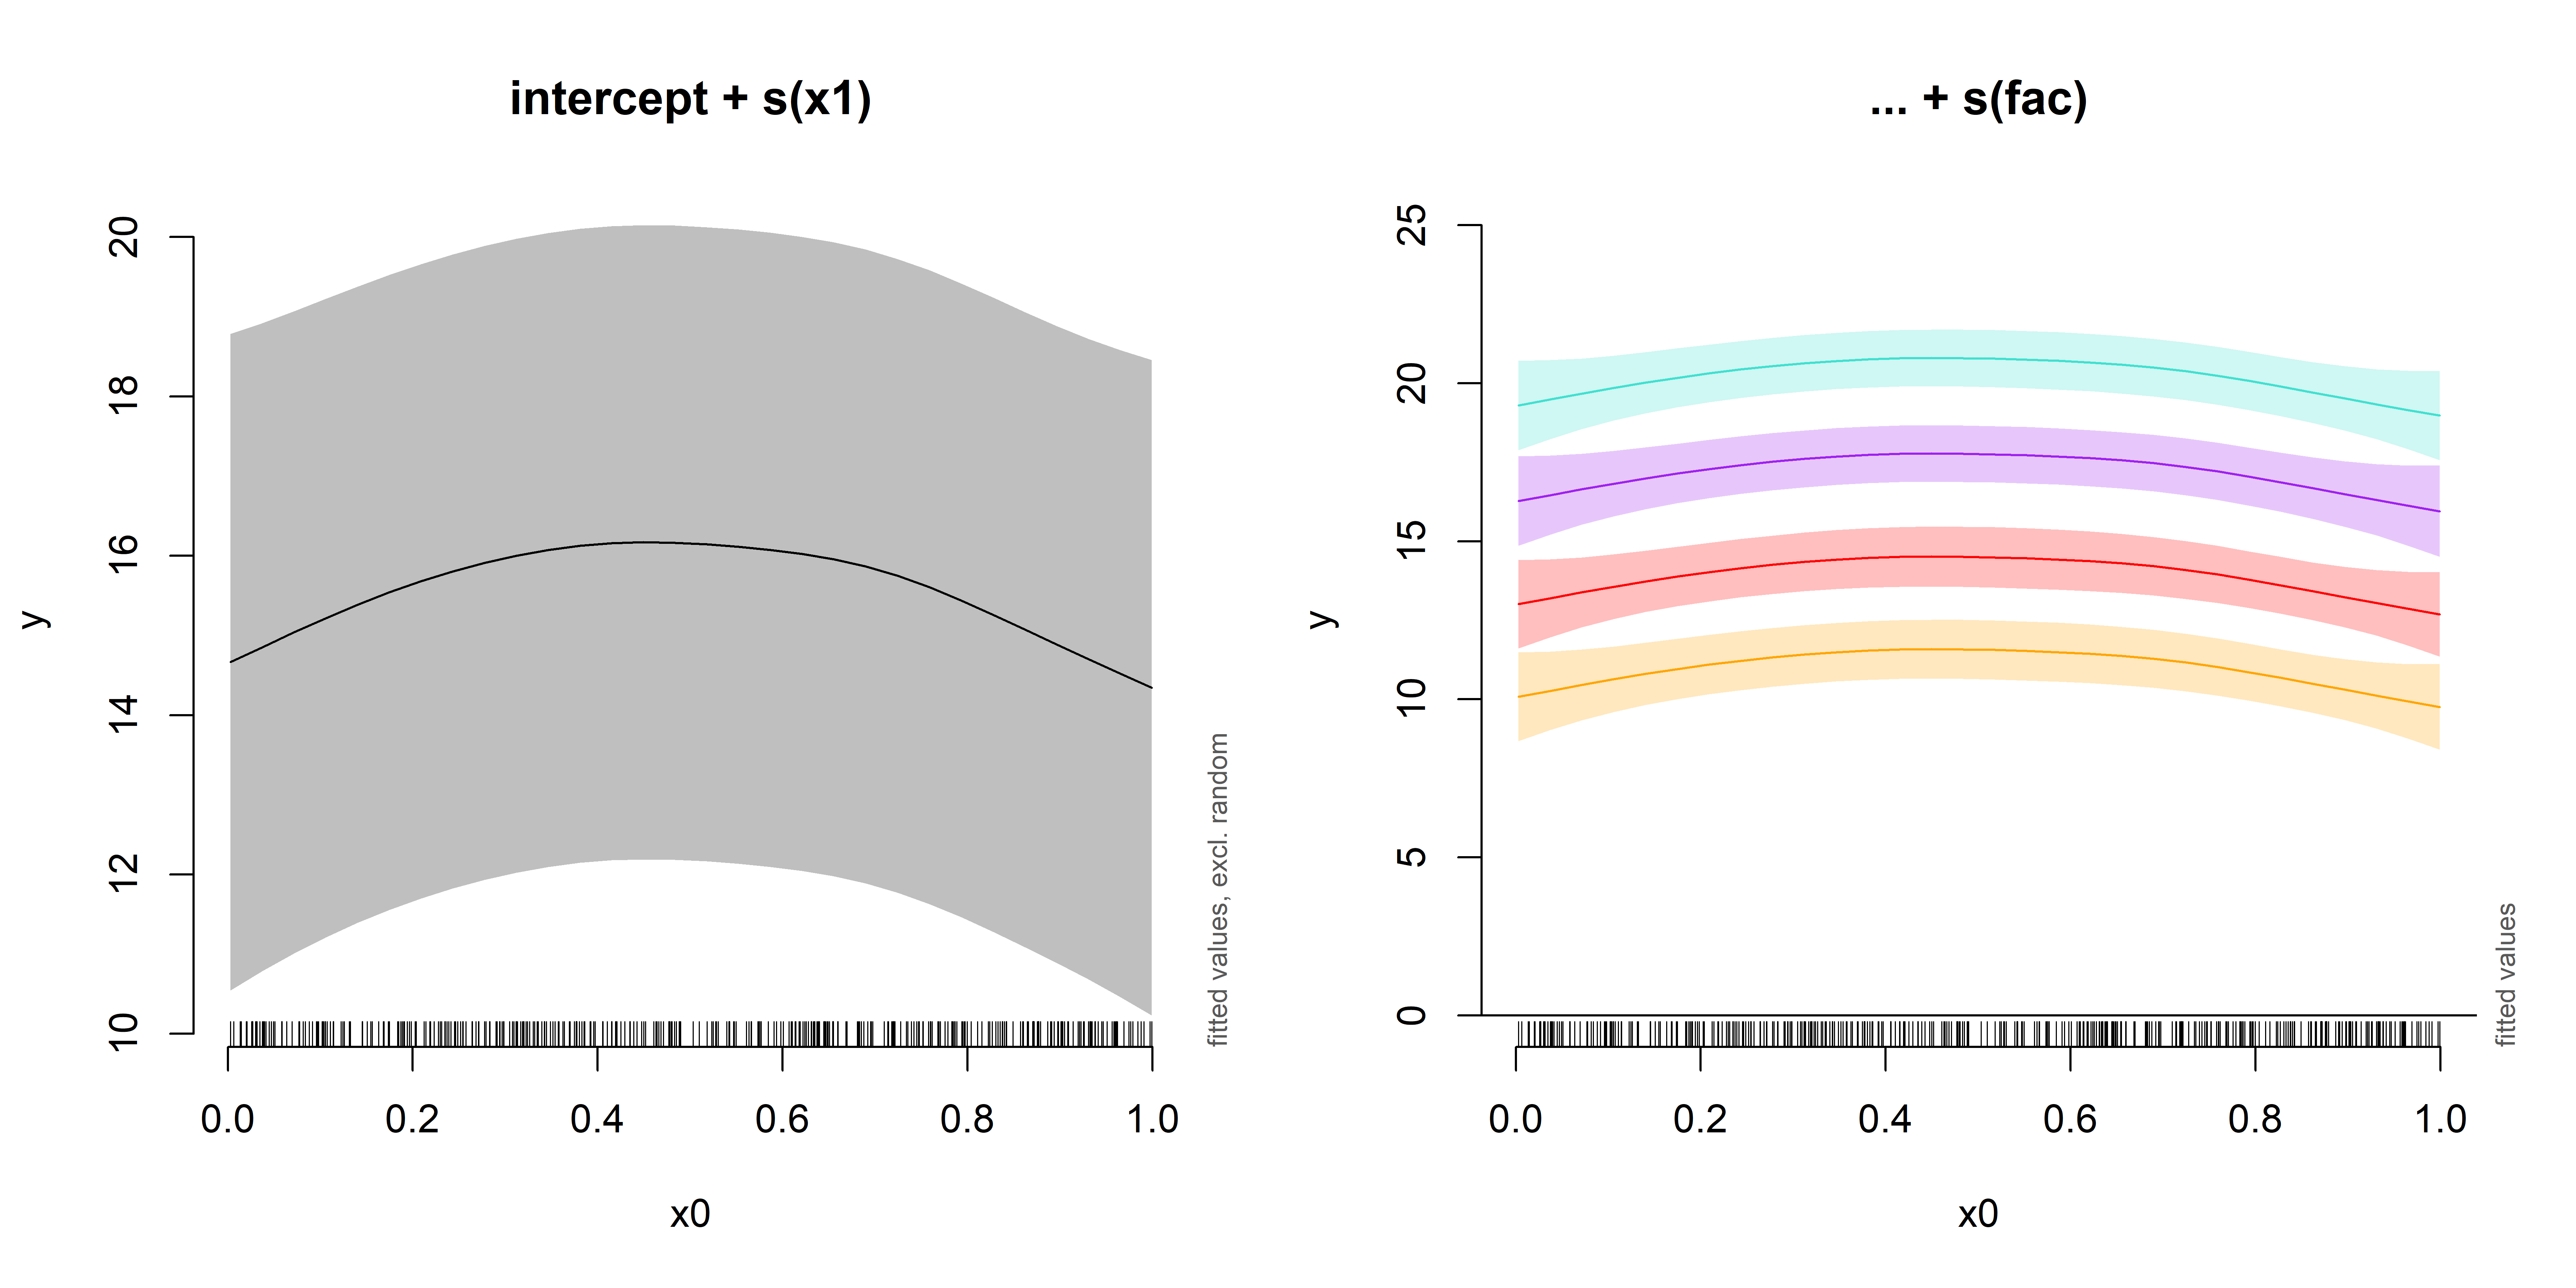 intercept + s(x1)
y
20
18
16
14
12
10
0.0 0.2 0.4 0.6 0.8 1.0
x0
fitted values, excl. random
... + s(fac)
y
25
20
15
10
5
0
0.0 0.2 0.4 0.6 0.8 1.0
x0
fitted values